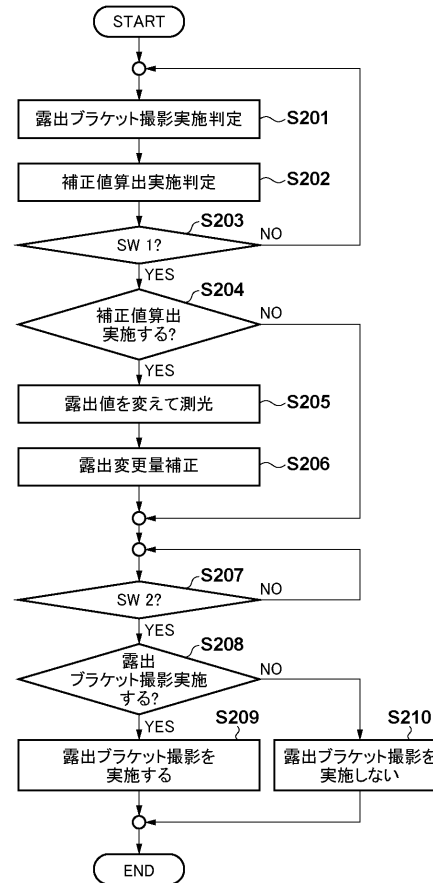 START
露出ブラケット撮影実施判定
S201
補正値算出実施判定
S202
S203
SW 1?
NO
YES
S204
補正値算出
実施する?
NO
YES
露出値を変えて測光
S205
露出変更量補正
S206
S207
SW 2?
NO
YES
S208
露出
ブラケット撮影実施
する?
NO
YES
S209
露出ブラケット撮影を
実施する
S210
露出ブラケット撮影を
実施しない
END